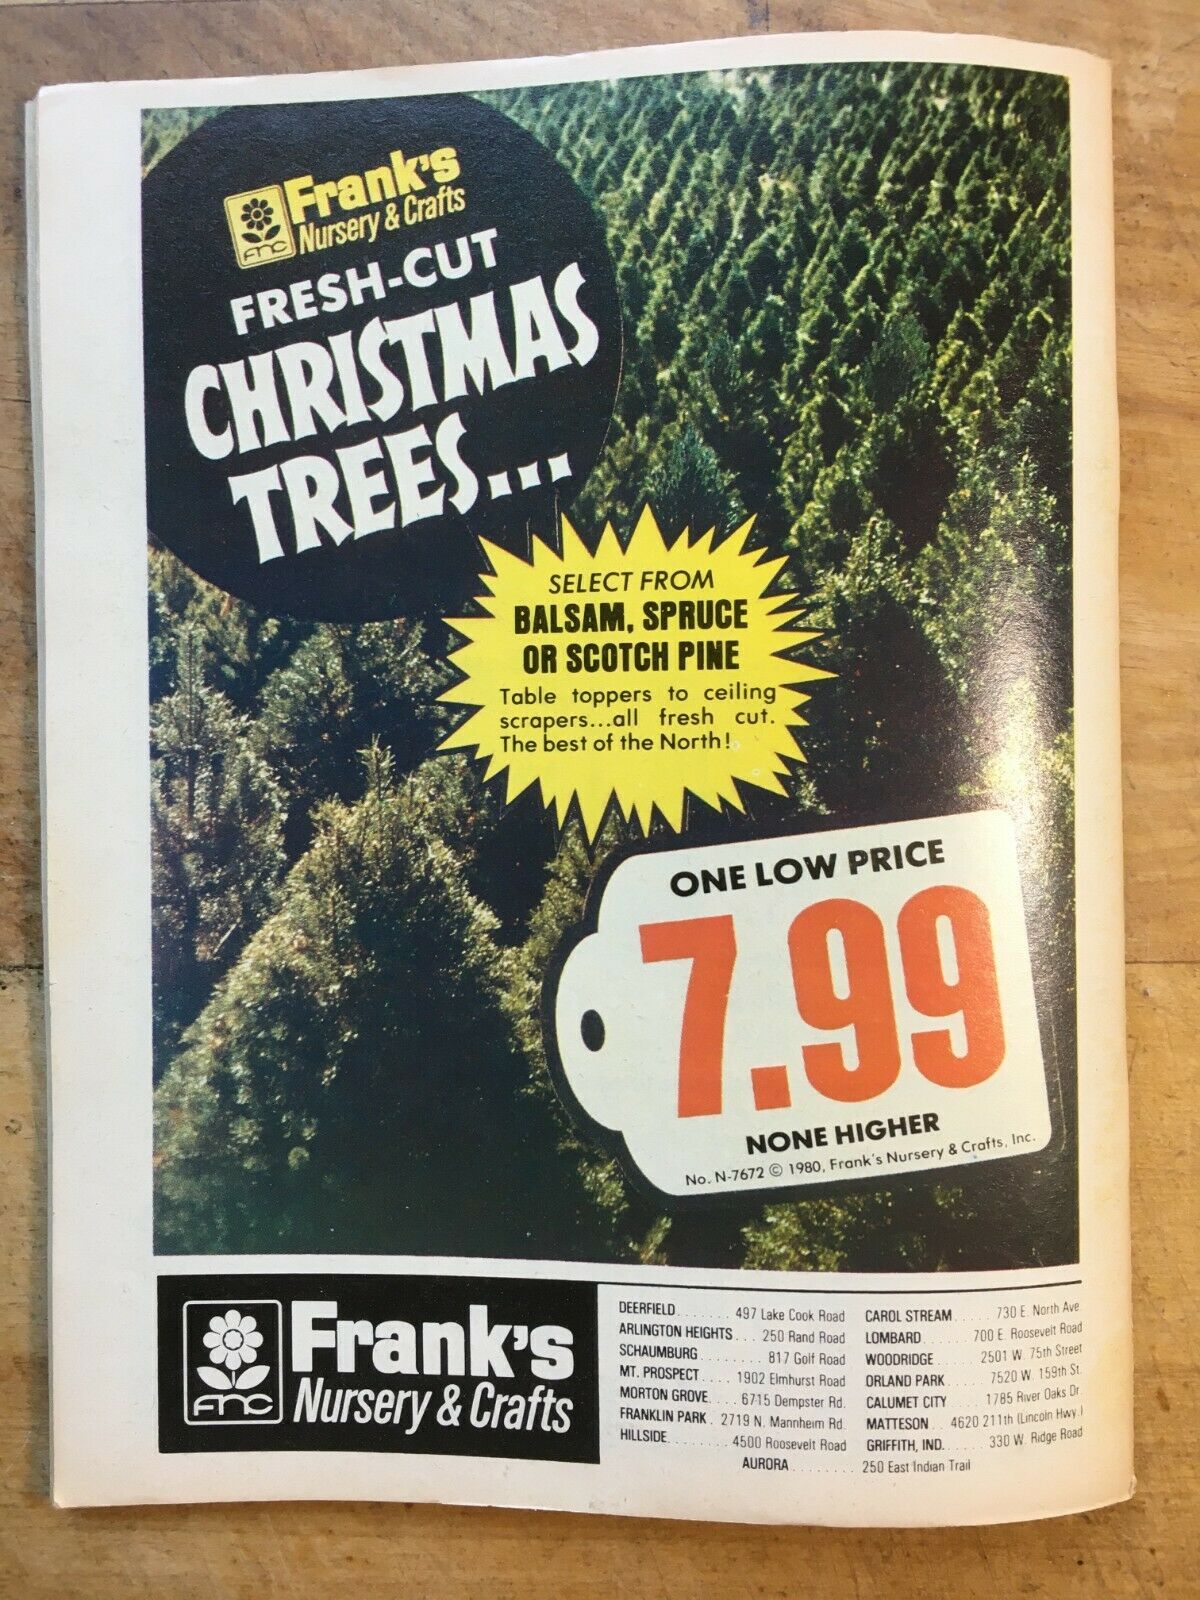 Frank's
Nursery & Crafts
FNC
FRESH-CUT
CHRISTMAS
TREES...
SELECT FROM
BALSAM, SPRUCE
OR SCOTCH PINE
Table toppers to ceiling
scrapers...all fresh cut.
The best of the North!
ONE LOW PRICE
7.99
NONE HIGHER
No. N-7672 © 1980, Frank's Nursery & Crafts, Inc.
Frank's
Nursery & Crafts
FNC
DEERFIELD....... 497 Lake Cook Road
ARLINGTON HEIGHTS... 250 Rand Road
SCHAUMBURG........ 817 Golf Road
MT. PROSPECT.... 1902 Elmhurst Road
MORTON GROVE... 6715 Dempster Rd.
FRANKLIN PARK. 2719 N. Mannheim Rd.
HILLSIDE........ 4500 Roosevelt Road
CAROL STREAM..... 730 E. North Ave.
LOMBARD...... 700 E. Roosevelt Road
WOODRIDGE..... 2501 W. 75th Street
ORLAND PARK..... 7520 W. 159th St.
CALUMET CITY.... 1785 River Oaks Dr.
MATTESON.. 4620 211th (Lincoln Hwy.)
GRIFFITH, IND...... 330 W. Ridge Road
AURORA........ 250 East Indian Trail